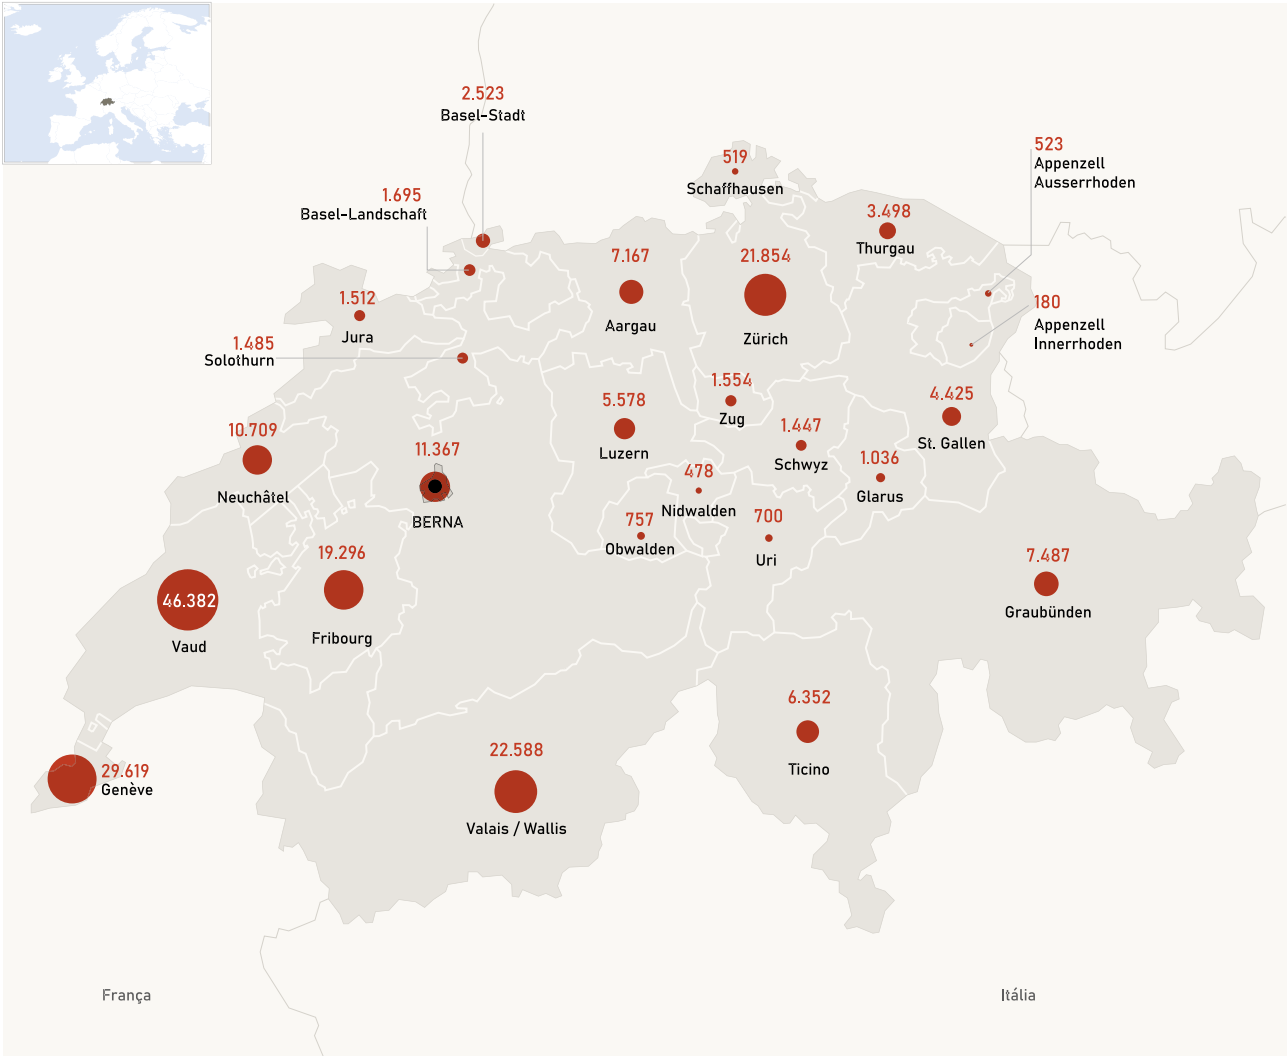 2.523
Basel-Stadt
519
Schaffhausen
523
Appenzell
Ausserrhoden
1.695
Basel-Landschaft
3.498
Thurgau
7.167
Aargau
21.854
Zürich
1.512
Jura
180
Appenzell
Innerrhoden
1.485
Solothurn
1.554
Zug
5.578
Luzern
4.425
St. Gallen
10.709
Neuchâtel
11.367
BERNA
1.447
Schwyz
1.036
Glarus
478
Nidwalden
757
Obwalden
700
Uri
19.296
Fribourg
7.487
Graubünden
46.382
Vaud
6.352
Ticino
22.588
Valais / Wallis
29.619
Genève
França
Itália